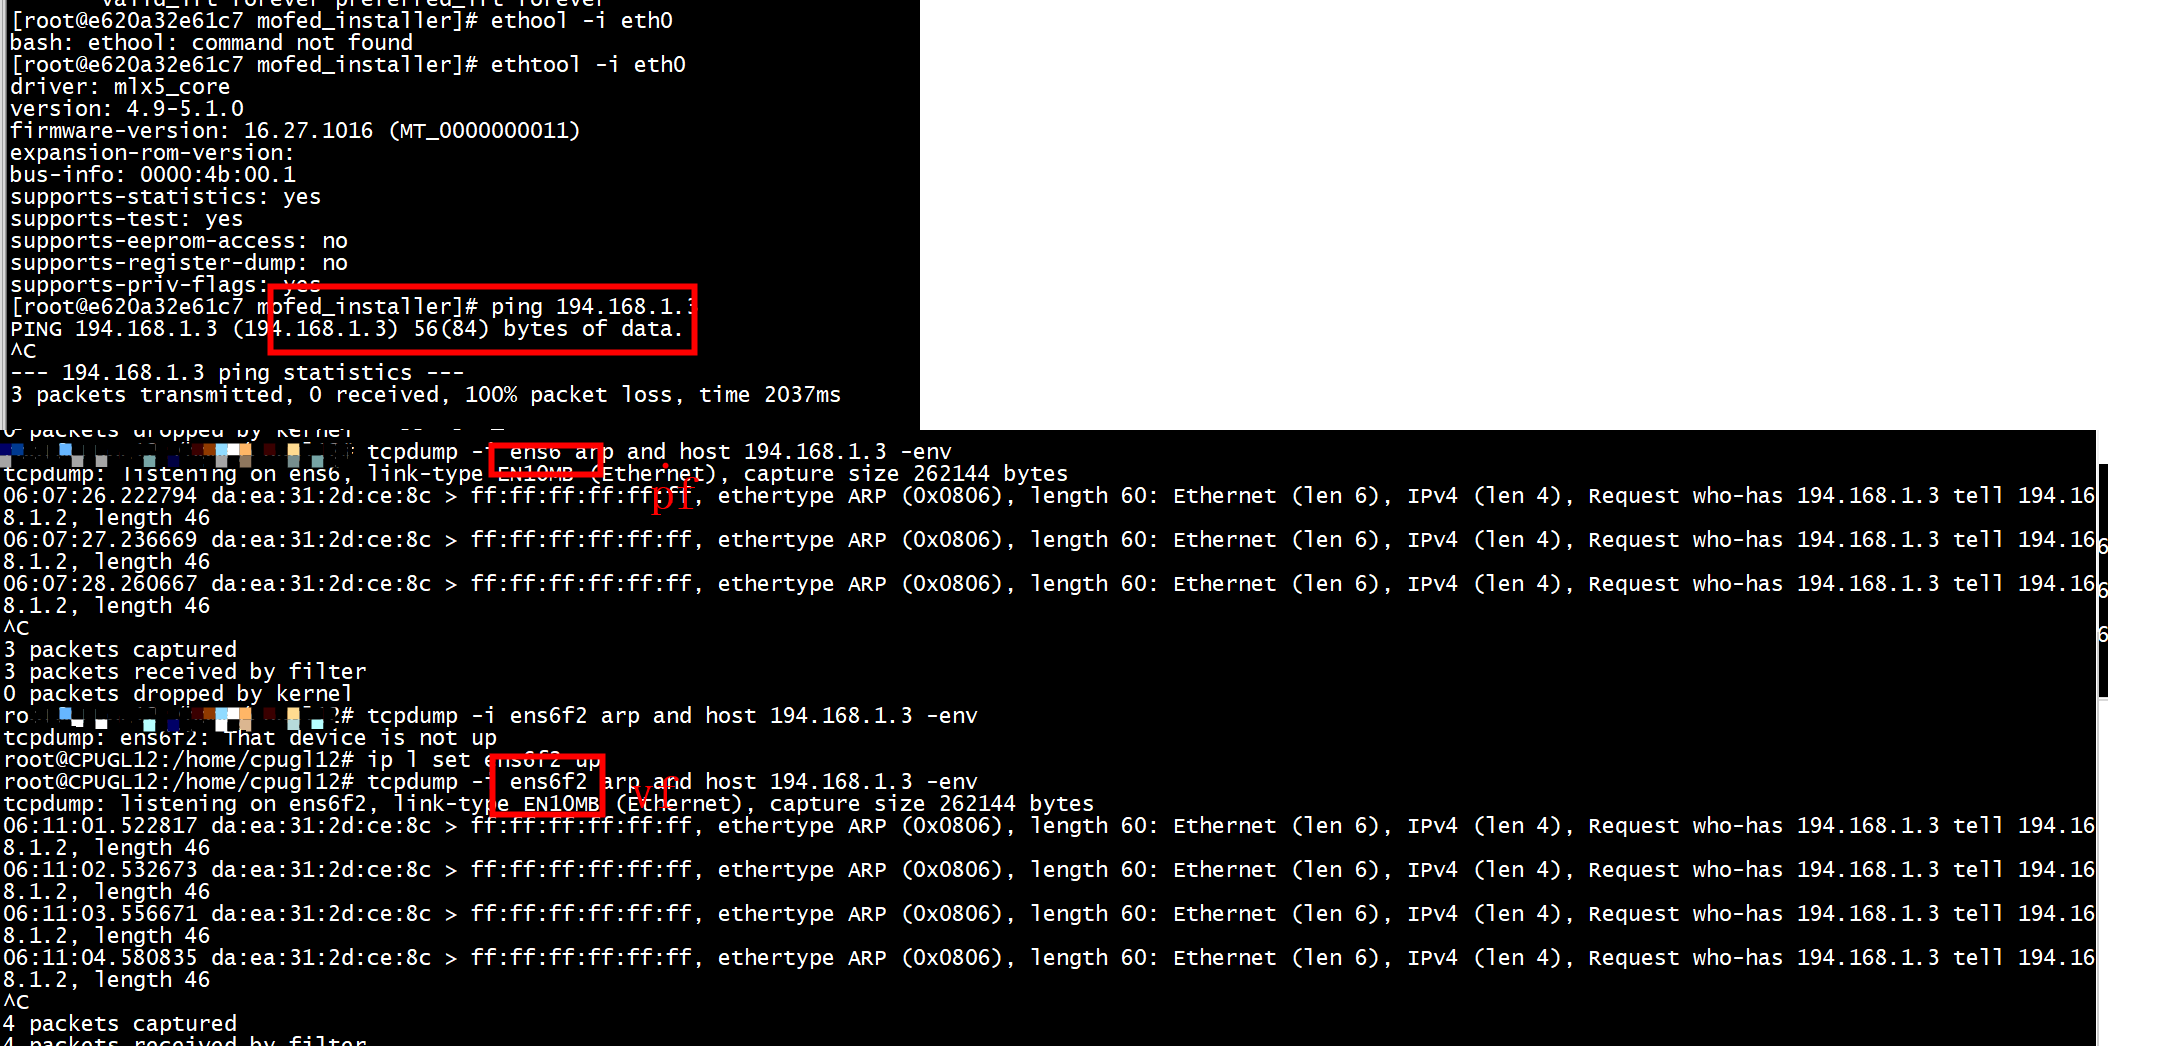 valid_lft forever preferred_lft forever
[root@e620a32e61c7 mofed_installer]# ethool -i eth0
bash: ethool: command not found
[root@e620a32e61c7 mofed_installer]# ethtool -i eth0
driver: mlx5_core
version: 4.9-5.1.0
firmware-version: 16.27.1016 (MT_0000000011)
expansion-rom-version:
bus-info: 0000:4b:00.1
supports-statistics: yes
supports-test: yes
supports-eeprom-access: no
supports-register-dump: no
supports-priv-flags: yes
[root@e620a32e61c7 mofed_installer]# ping 194.168.1.3
PING 194.168.1.3 (194.168.1.3) 56(84) bytes of data.
^C
--- 194.168.1.3 ping statistics ---
3 packets transmitted, 0 received, 100% packet loss, time 2037ms
0 packets dropped by kernel
# tcpdump -i ens6 arp and host 194.168.1.3 -env
tcpdump: listening on ens6, link-type EN10MB (Ethernet), capture size 262144 bytes
pf
06:07:26.222794 da:ea:31:2d:ce:8c > ff:ff:ff:ff:ff:ff, ethertype ARP (0x0806), length 60: Ethernet (len 6), IPv4 (len 4), Request who-has 194.168.1.3 tell 194.16
8.1.2, length 46
06:07:27.236669 da:ea:31:2d:ce:8c > ff:ff:ff:ff:ff:ff, ethertype ARP (0x0806), length 60: Ethernet (len 6), IPv4 (len 4), Request who-has 194.168.1.3 tell 194.16
8.1.2, length 46
06:07:28.260667 da:ea:31:2d:ce:8c > ff:ff:ff:ff:ff:ff, ethertype ARP (0x0806), length 60: Ethernet (len 6), IPv4 (len 4), Request who-has 194.168.1.3 tell 194.16
8.1.2, length 46
^C
3 packets captured
3 packets received by filter
0 packets dropped by kernel
ro 2# tcpdump -i ens6f2 arp and host 194.168.1.3 -env
tcpdump: ens6f2: That device is not up
root@CPUGL12:/home/cpugl12# ip l set ens6f2 up
root@CPUGL12:/home/cpugl12# tcpdump -i ens6f2 arp and host 194.168.1.3 -env
vf
tcpdump: listening on ens6f2, link-type EN10MB (Ethernet), capture size 262144 bytes
06:11:01.522817 da:ea:31:2d:ce:8c > ff:ff:ff:ff:ff:ff, ethertype ARP (0x0806), length 60: Ethernet (len 6), IPv4 (len 4), Request who-has 194.168.1.3 tell 194.16
8.1.2, length 46
06:11:02.532673 da:ea:31:2d:ce:8c > ff:ff:ff:ff:ff:ff, ethertype ARP (0x0806), length 60: Ethernet (len 6), IPv4 (len 4), Request who-has 194.168.1.3 tell 194.16
8.1.2, length 46
06:11:03.556671 da:ea:31:2d:ce:8c > ff:ff:ff:ff:ff:ff, ethertype ARP (0x0806), length 60: Ethernet (len 6), IPv4 (len 4), Request who-has 194.168.1.3 tell 194.16
8.1.2, length 46
06:11:04.580835 da:ea:31:2d:ce:8c > ff:ff:ff:ff:ff:ff, ethertype ARP (0x0806), length 60: Ethernet (len 6), IPv4 (len 4), Request who-has 194.168.1.3 tell 194.16
8.1.2, length 46
^C
4 packets captured
4 packets received by filter
6
6
6